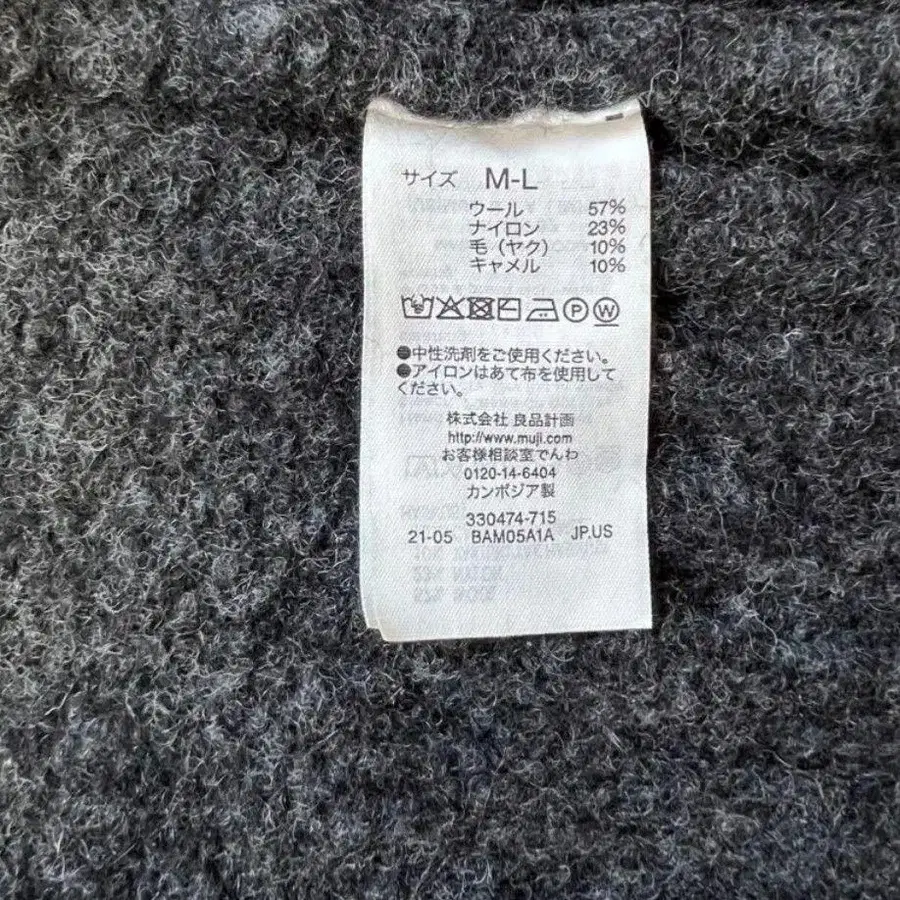 サイズ M-L
ウール 57%
ナイロン 23%
毛（ヤク） 10%
キャメル 10%
P W
●中性洗剤をご使用ください。
●アイロンはあて布を使用して
ください。
株式会社 良品計画
http://www.muji.com
お客様相談室でんわ
0120-14-6404
カンボジア製
330474-715
21-05 BAM05A1A JP.US